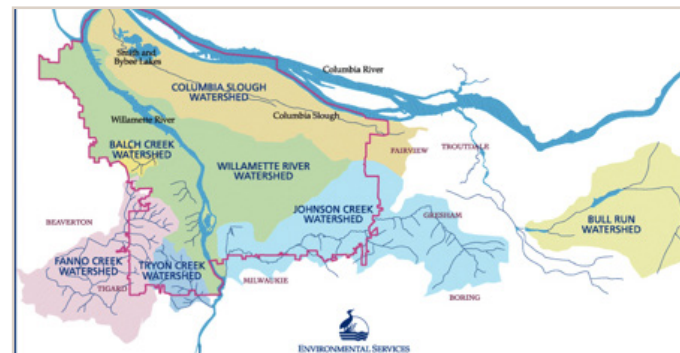 Smith and
Bybee Lakes
Columbia River
COLUMBIA SLOUGH
WATERSHED
Willamette River
Columbia Slough
BALCH CREEK
WATERSHED
FAIRVIEW
TROUTDALE
WILLAMETTE RIVER
WATERSHED
JOHNSON CREEK
WATERSHED
GRESHAM
BULL RUN
WATERSHED
BEAVERTON
FANNO CREEK
WATERSHED
TIGARD
TRYON CREEK
WATERSHED
MILWAUKIE
BORING
ENVIRONMENTAL SERVICES